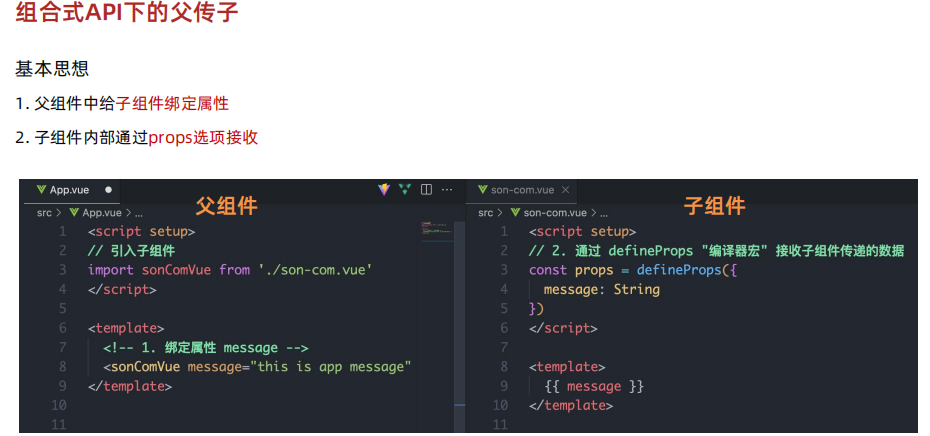 组合式API下的父传子
基本思想
1. 父组件中给子组件绑定属性
2. 子组件内部通过props选项接收
App.vue
父组件
src > App.vue > ...
1 <script setup>
2 // 引入子组件
3 import sonComVue from './son-com.vue'
4 </script>
5
6 <template>
7 <!-- 1. 绑定属性 message -->
8 <sonComVue message="this is app message"
9 </template>
10
11
son-com.vue
子组件
src > son-com.vue > ...
1 <script setup>
2 // 2. 通过 defineProps "编译器宏" 接收子组件传递的数据
3 const props = defineProps({
4 message: String
5 })
6 </script>
7
8 <template>
9 {{ message }}
10 </template>
11